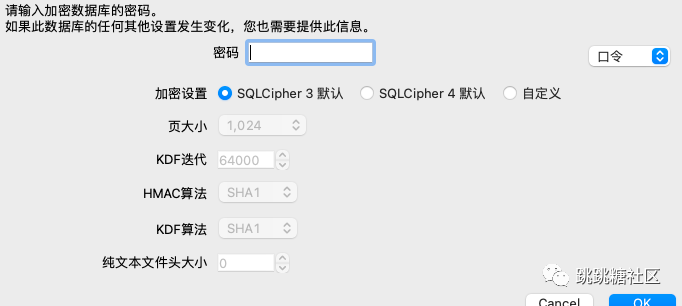 请输入加密数据库的密码。
如果此数据库的任何其他设置发生变化，您也需要提供此信息。
密码 口令
加密设置 SQLCipher 3 默认 SQLCipher 4 默认 自定义
页大小 1,024
KDF迭代 64000
HMAC算法 SHA1
KDF算法 SHA1
纯文本文件头大小 0
跳跳糖社区
Cancel OK